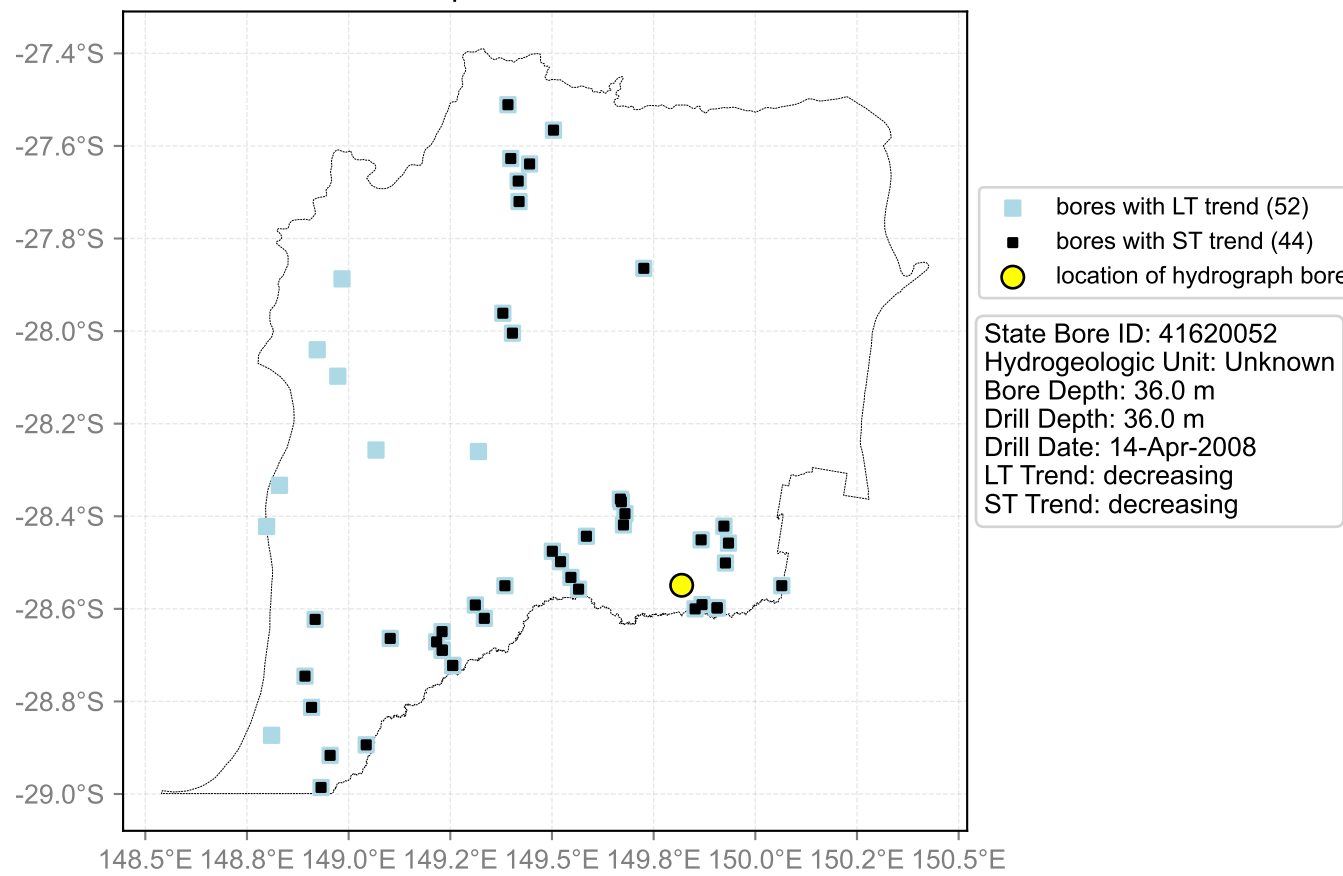 -27.4°S
-27.6°S
-27.8°S
-28.0°S
-28.2°S
-28.4°S
-28.6°S
-28.8°S
-29.0°S
148.5°E 148.8°E 149.0°E 149.2°E 149.5°E 149.8°E 150.0°E 150.2°E 150.5°E
bores with LT trend (52)
bores with ST trend (44)
location of hydrograph bore
State Bore ID: 41620052
Hydrogeologic Unit: Unknown
Bore Depth: 36.0 m
Drill Depth: 36.0 m
Drill Date: 14-Apr-2008
LT Trend: decreasing
ST Trend: decreasing